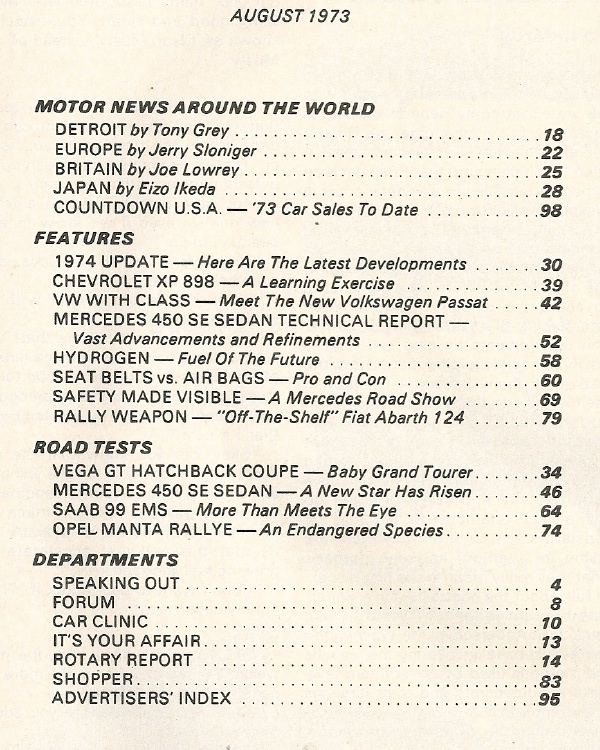 AUGUST 1973
MOTOR NEWS AROUND THE WORLD
DETROIT by Tony Grey . . . . . . . . . . . . . . . . . . . . . . . . . . . . . . 18
EUROPE by Jerry Sloniger . . . . . . . . . . . . . . . . . . . . . . . . . . . 22
BRITAIN by Joe Lowrey . . . . . . . . . . . . . . . . . . . . . . . . . . . . . 25
JAPAN by Eizo Ikeda . . . . . . . . . . . . . . . . . . . . . . . . . . . . . . 28
COUNTDOWN U.S.A. — '73 Car Sales To Date . . . . . . . . . . 98
FEATURES
1974 UPDATE — Here Are The Latest Developments . . . . . . 30
CHEVROLET XP 898 — A Learning Exercise . . . . . . . . . . . . 39
VW WITH CLASS — Meet The New Volkswagen Passat . . . . 42
MERCEDES 450 SE SEDAN TECHNICAL REPORT —
Vast Advancements and Refinements . . . . . . . . . . . . . . . 52
HYDROGEN — Fuel Of The Future . . . . . . . . . . . . . . . . . . . 58
SEAT BELTS vs. AIR BAGS — Pro and Con . . . . . . . . . . . . . 60
SAFETY MADE VISIBLE — A Mercedes Road Show . . . . . . . 69
RALLY WEAPON — "Off-The-Shelf" Fiat Abarth 124 . . . . . . 79
ROAD TESTS
VEGA GT HATCHBACK COUPE — Baby Grand Tourer . . . . . . 34
MERCEDES 450 SE SEDAN — A New Star Has Risen . . . . . . 46
SAAB 99 EMS — More Than Meets The Eye . . . . . . . . . . . . 64
OPEL MANTA RALLYE — An Endangered Species . . . . . . . . 74
DEPARTMENTS
SPEAKING OUT . . . . . . . . . . . . . . . . . . . . . . . . . . . . . . . . . 4
FORUM . . . . . . . . . . . . . . . . . . . . . . . . . . . . . . . . . . . . . . 8
CAR CLINIC . . . . . . . . . . . . . . . . . . . . . . . . . . . . . . . . . . 10
IT'S YOUR AFFAIR . . . . . . . . . . . . . . . . . . . . . . . . . . . . . 13
ROTARY REPORT . . . . . . . . . . . . . . . . . . . . . . . . . . . . . . 14
SHOPPER . . . . . . . . . . . . . . . . . . . . . . . . . . . . . . . . . . . . 83
ADVERTISERS' INDEX . . . . . . . . . . . . . . . . . . . . . . . . . . . 95